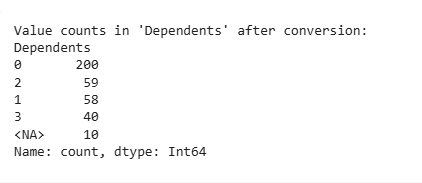 Value counts in 'Dependents' after conversion:
Dependents
0 200
2 59
1 58
3 40
<NA> 10
Name: count, dtype: Int64